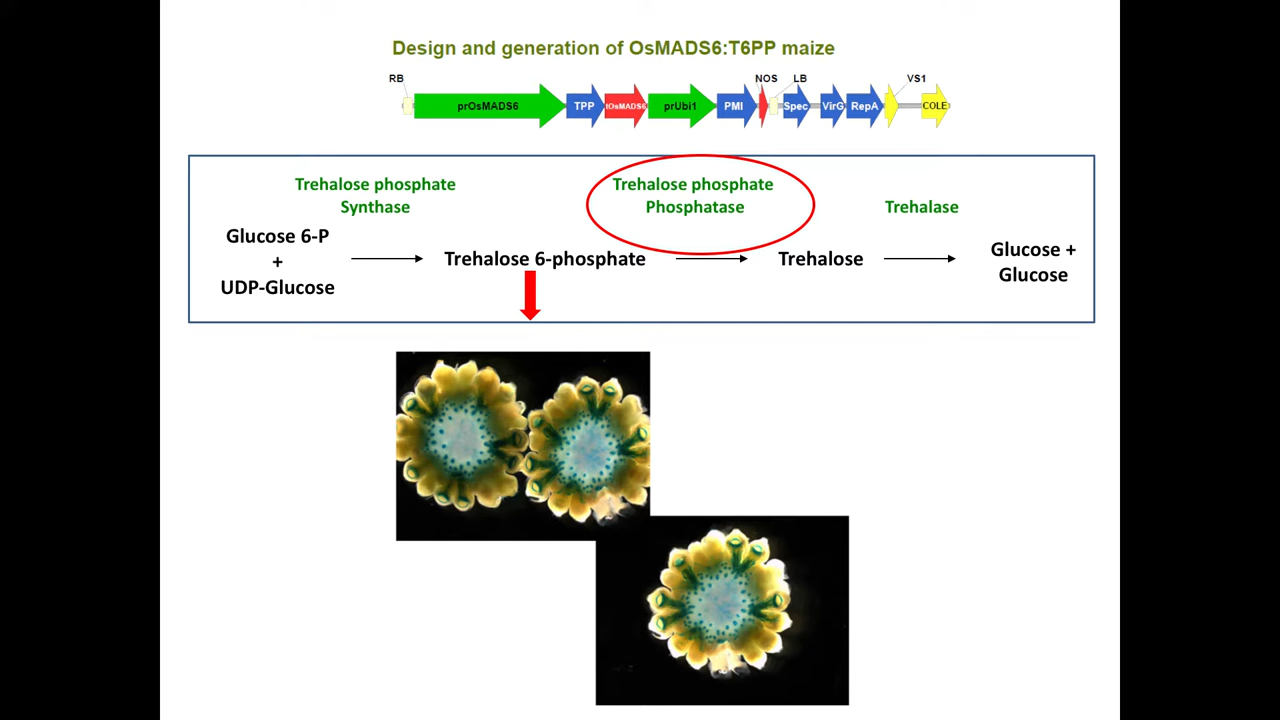 Design and generation of OsMADS6:T6PP maize
RB
NOS
LB
VS1
prOsMADS6
TPP
prUbi1
PMI
Spec
VirG
RepA
COLE
Trehalose phosphate
Synthase
Trehalose phosphate
Phosphatase
Trehalase
Glucose 6-P
+
UDP-Glucose
Trehalose 6-phosphate
Trehalose
Glucose +
Glucose